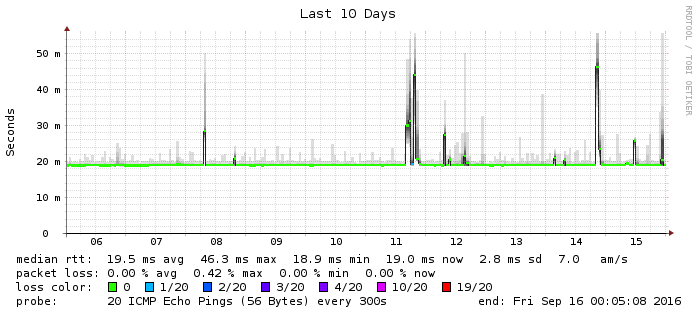 Last 10 Days
RRDTOOL / TOBI OETIKER
Seconds
50 m
40 m
30 m
20 m
10 m
0
06 07 08 09 10 11 12 13 14 15
median rtt: 19.5 ms avg 46.3 ms max 18.9 ms min 19.0 ms now 2.8 ms sd 7.0 am/s
packet loss: 0.00 % avg 0.42 % max 0.00 % min 0.00 % now
loss color: 0 1/20 2/20 3/20 4/20 10/20 19/20
probe: 20 ICMP Echo Pings (56 Bytes) every 300s end: Fri Sep 16 00:05:08 2016